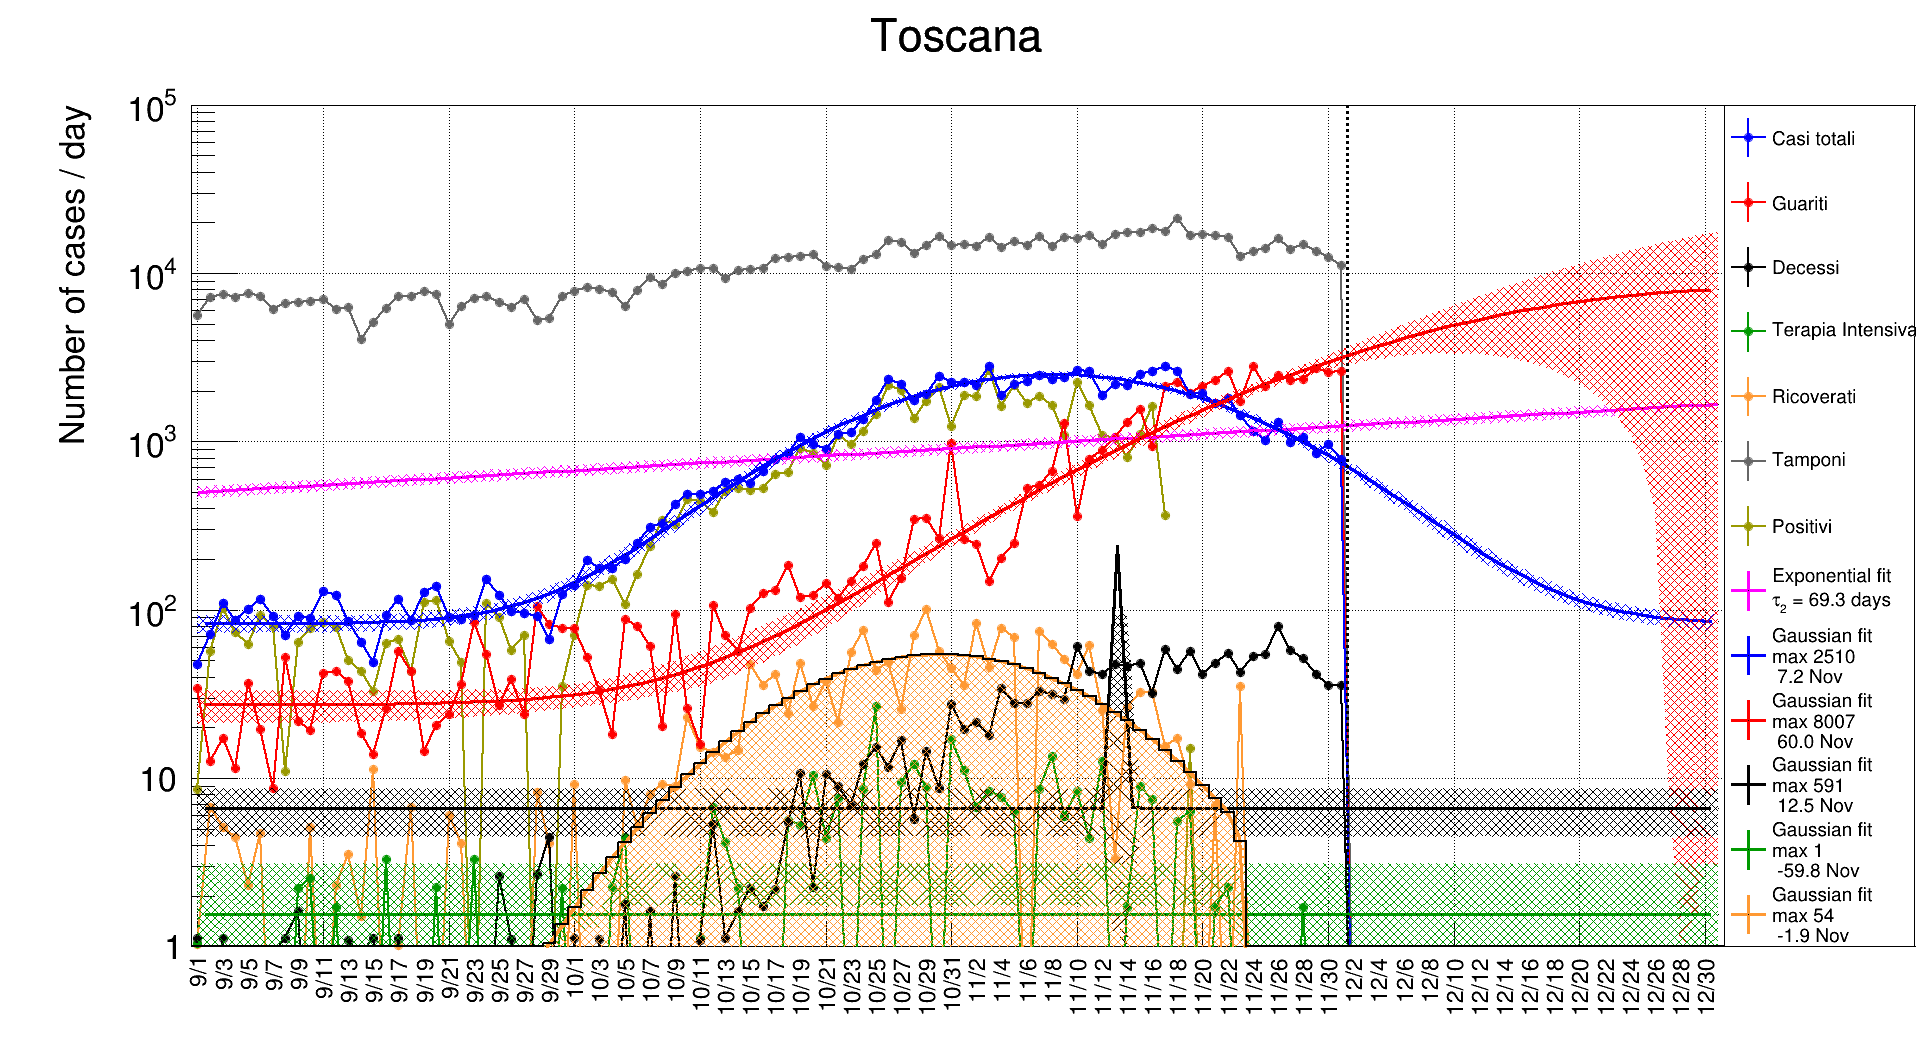 Toscana
Number of cases / day
10^5
10^4
10^3
10^2
10
1
9/1 9/3 9/5 9/7 9/9 9/11 9/13 9/15 9/17 9/19 9/21 9/23 9/25 9/27 9/29 10/1 10/3 10/5 10/7 10/9 10/11 10/13 10/15 10/17 10/19 10/21 10/23 10/25 10/27 10/29 10/31 11/2 11/4 11/6 11/8 11/10 11/12 11/14 11/16 11/18 11/20 11/22 11/24 11/26 11/28 11/30 12/2 12/4 12/6 12/8 12/10 12/12 12/14 12/16 12/18 12/20 12/22 12/24 12/26 12/28 12/30
Casi totali
Guariti
Decessi
Terapia Intensiva
Ricoverati
Tamponi
Positivi
Exponential fit
τ₂ = 69.3 days
Gaussian fit
max 2510
7.2 Nov
Gaussian fit
max 8007
60.0 Nov
Gaussian fit
max 591
12.5 Nov
Gaussian fit
max 1
-59.8 Nov
Gaussian fit
max 54
-1.9 Nov